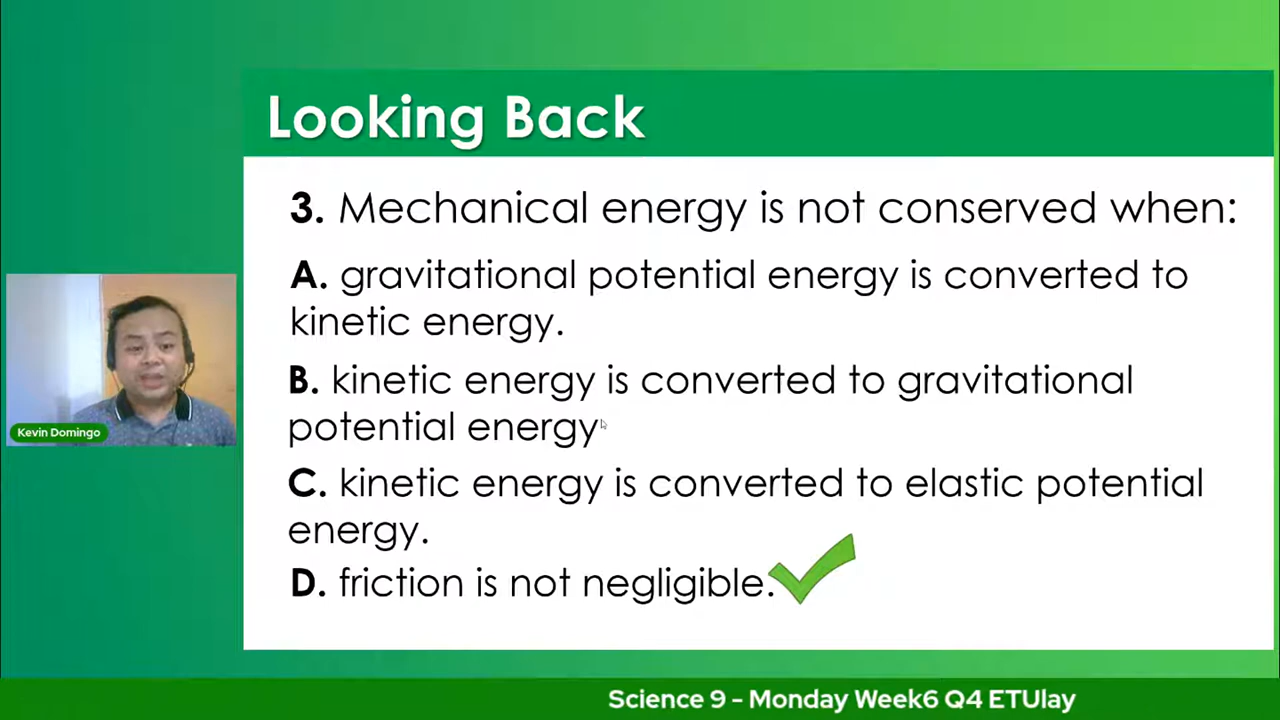 Looking Back
3. Mechanical energy is not conserved when:
A. gravitational potential energy is converted to
kinetic energy.
B. kinetic energy is converted to gravitational
potential energy
C. kinetic energy is converted to elastic potential
energy.
D. friction is not negligible.
Kevin Domingo
Science 9 - Monday Week6 Q4 ETUlay